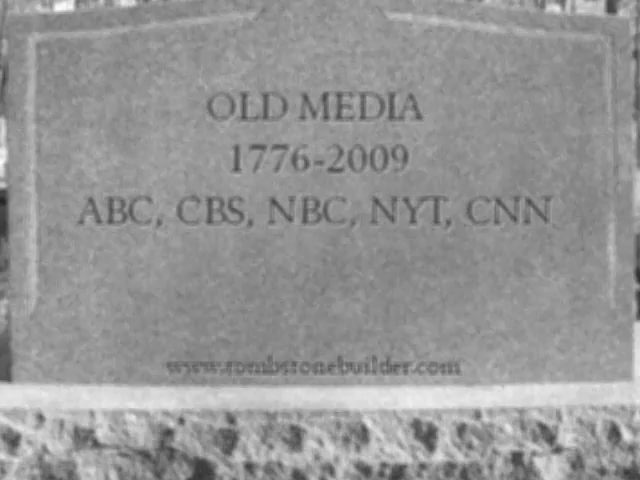 OLD MEDIA
1776-2009
ABC, CBS, NBC, NYT, CNN
www.tombstonebuilder.com